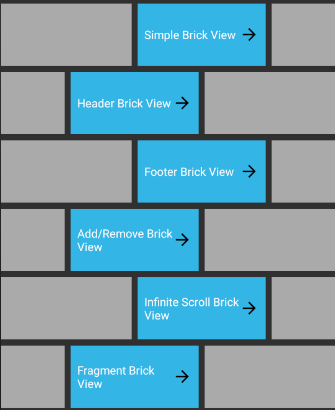 Simple Brick View
Header Brick View
Footer Brick View
Add/Remove Brick
View
Infinite Scroll Brick
View
Fragment Brick
View